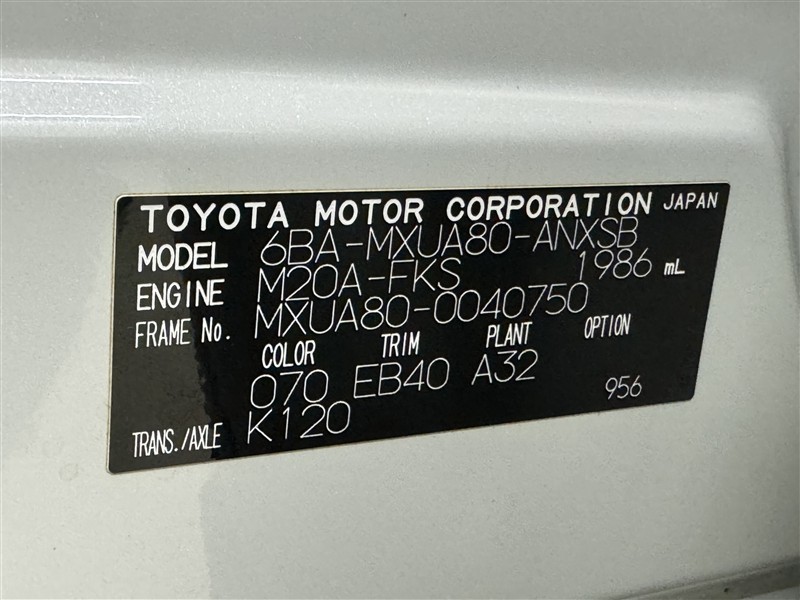 TOYOTA MOTOR CORPORATION JAPAN
MODEL 6BA-MXUA80-ANXSB
ENGINE M20A-FKS 1986 mL
FRAME No. MXUA80-0040750
COLOR TRIM PLANT OPTION
070 EB40 A32 956
TRANS./AXLE K120